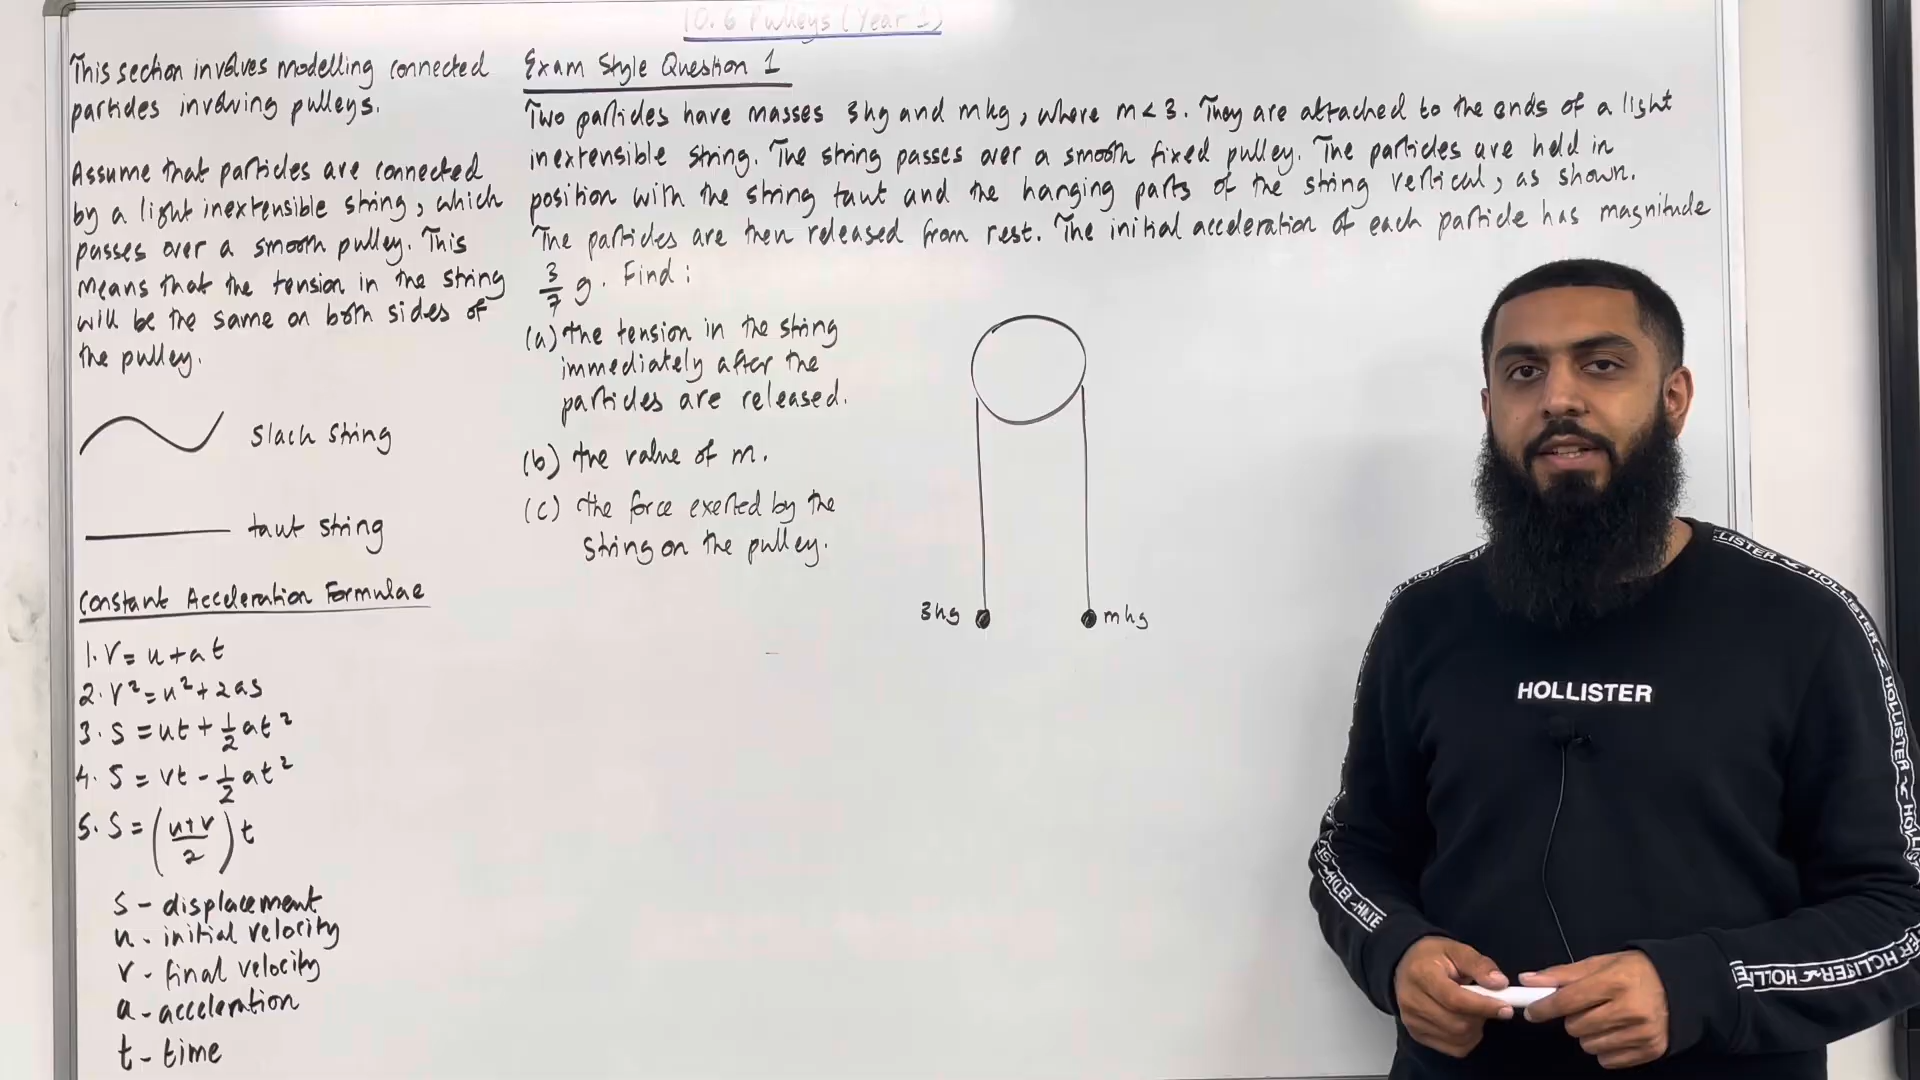 10.6 Pulleys (Year 1)
This section involves modelling connected
particles involving pulleys.
Assume that particles are connected
by a light inextensible string, which
passes over a smooth pulley. This
means that the tension in the string
will be the same on both sides of
the pulley.
slack string
taut string
Constant Acceleration Formulae
1. v = u + at
2. v² = u² + 2as
3. s = ut + 1/2 at²
4. s = vt - 1/2 at²
5. s = (u+v/2) t
s - displacement
u - initial velocity
v - final velocity
a - acceleration
t - time
Exam Style Question 1
Two particles have masses 3kg and mkg, where m < 3. They are attached to the ends of a light
inextensible string. The string passes over a smooth fixed pulley. The particles are held in
position with the string taut and the hanging parts of the string vertical, as shown.
The particles are then released from rest. The initial acceleration of each particle has magnitude
3/7 g. Find:
(a) the tension in the string
immediately after the
particles are released.
(b) the value of m.
(c) the force exerted by the
string on the pulley.
3kg
mkg
HOLLISTER